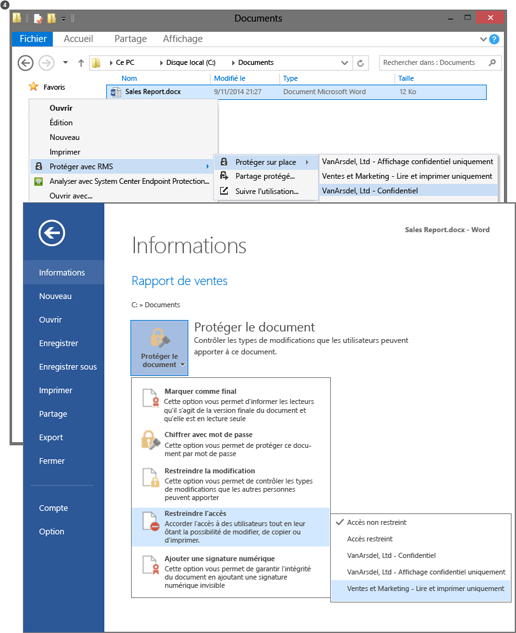 4
Documents
Fichier Accueil Partage Affichage
Ce PC Disque local (C:) Documents
Rechercher dans : Documents
Favoris
Nom Modifié le Type Taille
Sales Report.docx 9/11/2014 21:27 Document Microsoft Word 12 Ko
Ouvrir
Édition
Nouveau
Imprimer
Protéger avec RMS
Analyser avec System Center Endpoint Protection...
Ouvrir avec...
Protéger sur place
Partage protégé...
Suivre l'utilisation...
VanArsdel, Ltd - Affichage confidentiel uniquement
Ventes et Marketing - Lire et imprimer uniquement
VanArsdel, Ltd - Confidentiel
Sales Report.docx - Word
Informations
Nouveau
Ouvrir
Enregistrer
Enregistrer sous
Imprimer
Partage
Export
Fermer
Compte
Option
Informations
Rapport de ventes
C: » Documents
Protéger le
document
Protéger le document
Contrôler les types de modifications que les utilisateurs peuvent
apporter à ce document.
Marquer comme final
Cette option vous permet d'informer les lecteurs
qu'il s'agit de la version finale du document et
qu'elle est en lecture seule
Chiffrer avec mot de passe
Cette option vous permet de protéger ce docu-
ment par mot de passe
Restreindre la modification
Cette option vous permet de contrôler les types
de modifications que les autres personnes
peuvent apporter
Restreindre l'accès
Accorder l'accès à des utilisateurs tout en leur
ôtant la possibilité de modifier, de copier ou
d'imprimer.
Ajouter une signature numérique
Cette option vous permet de garantir l'intégrité
du document en ajoutant une signature
numérique invisible
Accès non restreint
Accès restreint
VanArsdel, Ltd - Confidentiel
VanArsdel, Ltd - Affichage confidentiel uniquement
Ventes et Marketing - Lire et imprimer uniquement